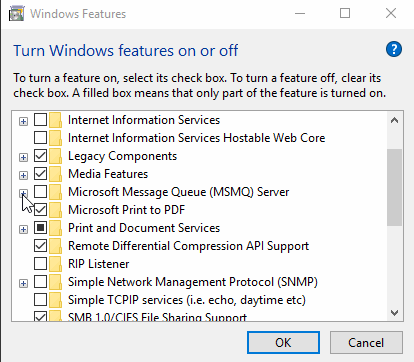 Windows Features
Turn Windows features on or off
To turn a feature on, select its check box. To turn a feature off, clear its
check box. A filled box means that only part of the feature is turned on.
Internet Information Services
Internet Information Services Hostable Web Core
Legacy Components
Media Features
Microsoft Message Queue (MSMQ) Server
Microsoft Print to PDF
Print and Document Services
Remote Differential Compression API Support
RIP Listener
Simple Network Management Protocol (SNMP)
Simple TCPIP services (i.e. echo, daytime etc)
SMB 1.0/CIFS File Sharing Support
OK
Cancel